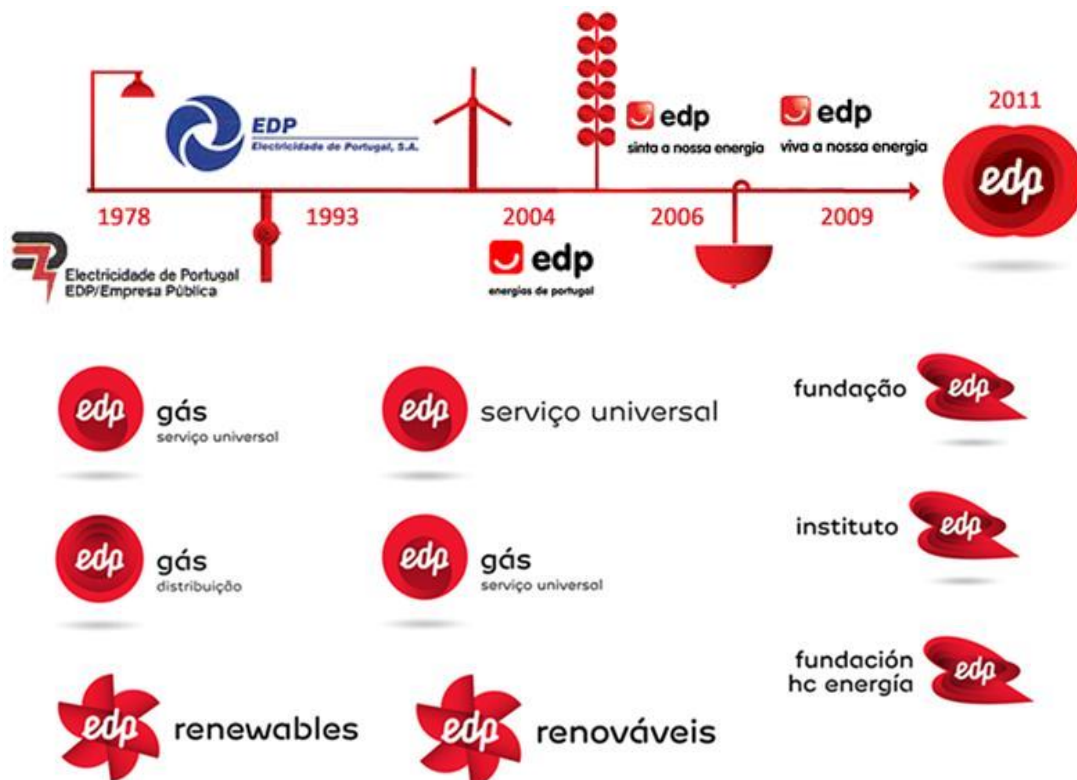 2011
EDP
Electricidade de Portugal, S.A.
edp
sinta a nossa energia
edp
viva a nossa energia
edp
1978
1993
2004
2006
2009
Electricidade de Portugal
EDP/Empresa Pública
edp
energias de portugal
edp
gás
serviço universal
edp
serviço universal
fundação
edp
edp
gás
distribuição
edp
gás
serviço universal
instituto
edp
fundación
hc energía
edp
edp
renewables
edp
renováveis